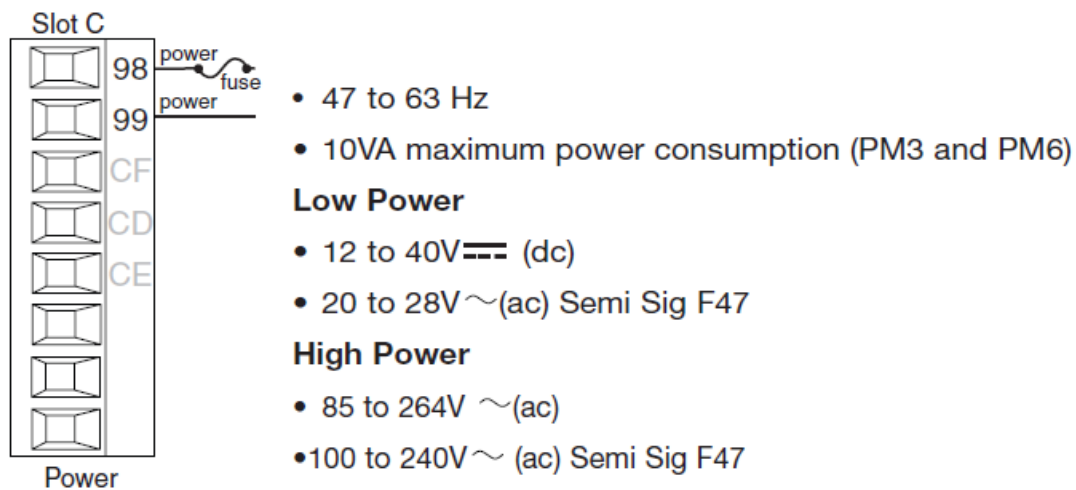 Slot C
98 power
fuse
99 power
CF
CD
CE
Power
• 47 to 63 Hz
• 10VA maximum power consumption (PM3 and PM6)
Low Power
• 12 to 40V⎓ (dc)
• 20 to 28V ~(ac) Semi Sig F47
High Power
• 85 to 264V ~(ac)
•100 to 240V~ (ac) Semi Sig F47